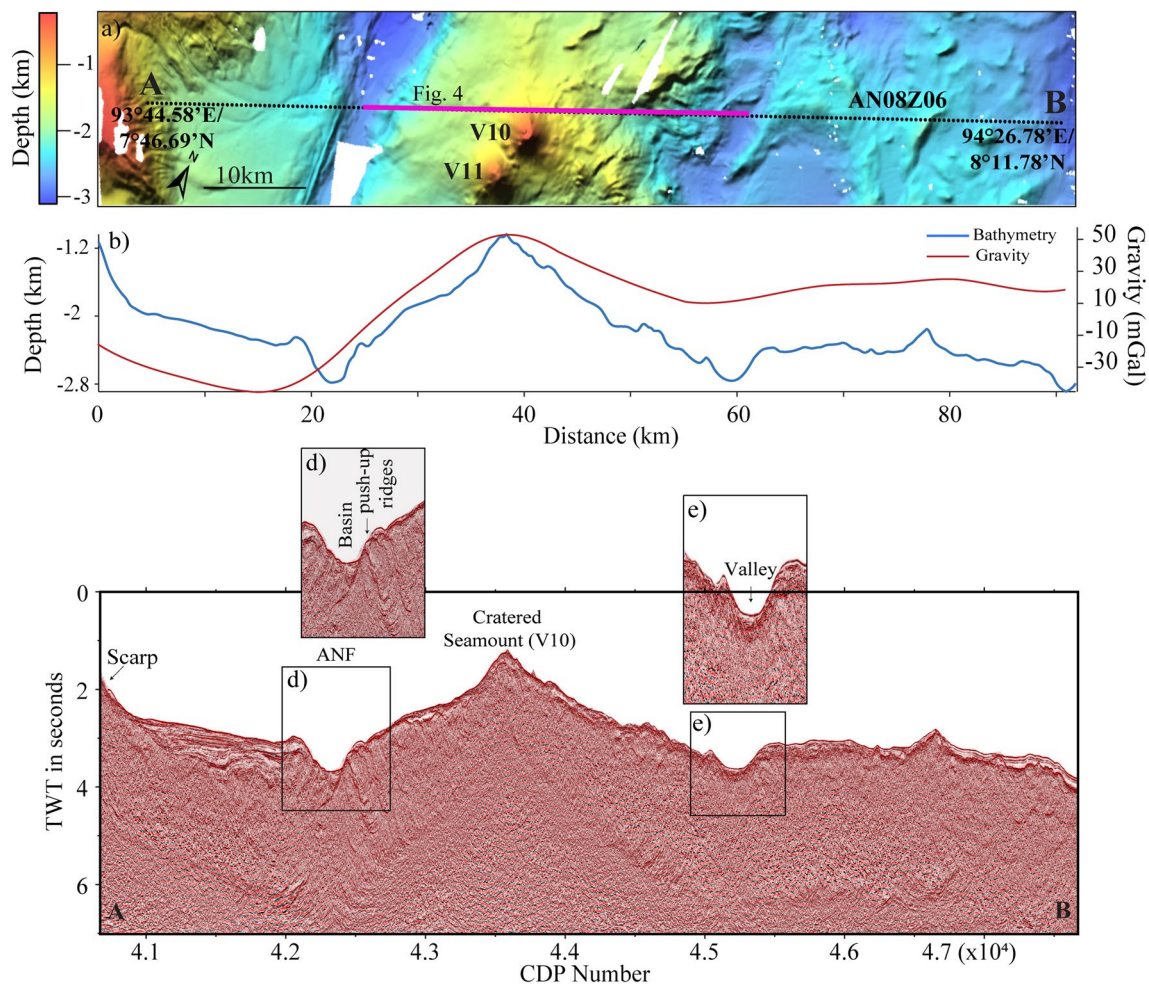 a)
Depth (km)
-1
-2
-3
A
93°44.58’E/
7°46.69’N
N
10km
Fig. 4
V10
V11
AN08Z06
B
94°26.78’E/
8°11.78’N
b)
Bathymetry
Gravity
Depth (km)
-1.2
-2
-2.8
50
30
10
-10
-30
Gravity (mGal)
0
20
40
60
80
Distance (km)
d)
Basin
push-up
ridges
e)
Valley
Scarp
ANF
d)
Cratered
Seamount (V10)
e)
TWT in seconds
0
2
4
6
A
B
4.1
4.2
4.3
4.4
4.5
4.6
4.7 (x10⁴)
CDP Number